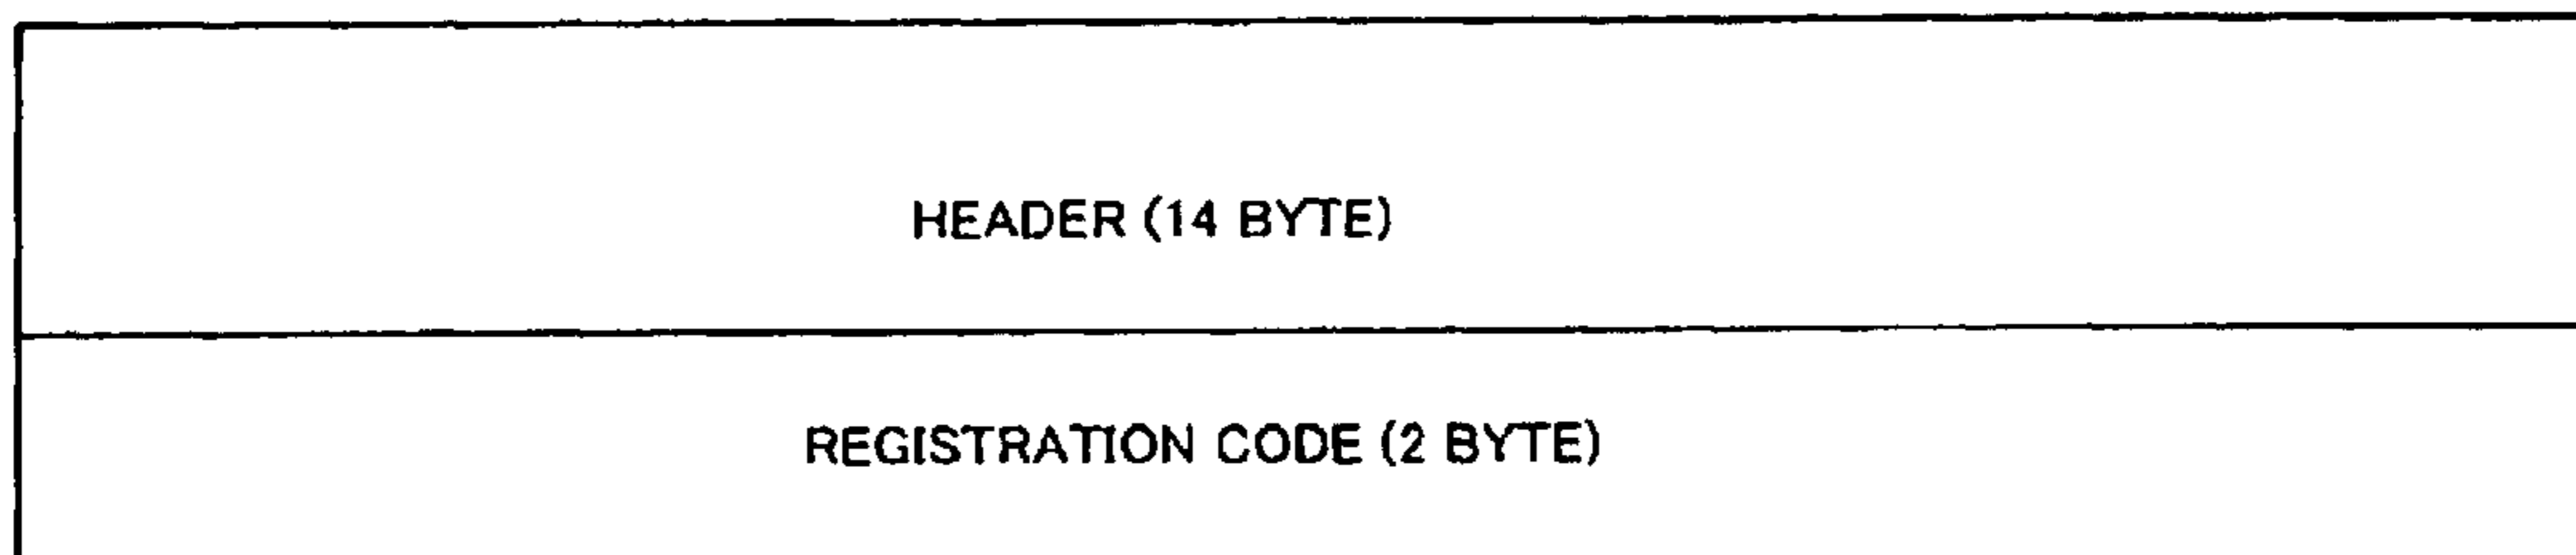 HEADER (14 BYTE)
REGISTRATION CODE (2 BYTE)